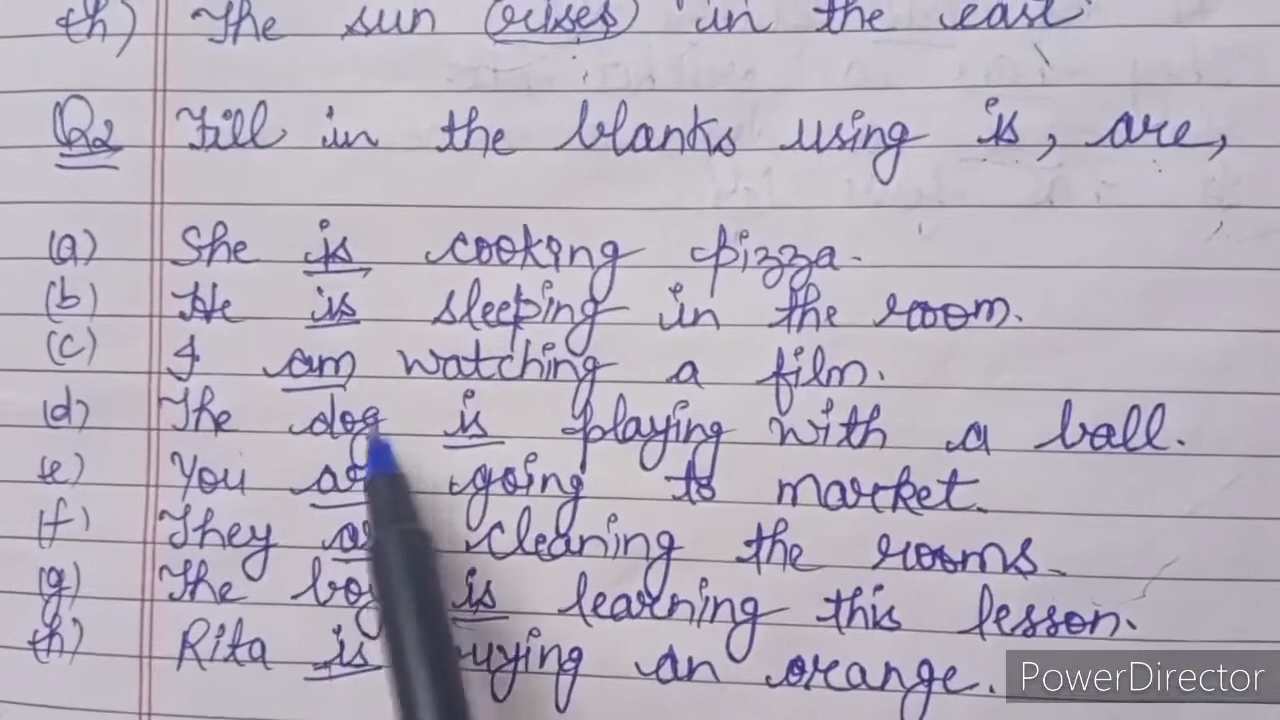 (h) The sun rises in the east
Q2 Fill in the blanks using is, are,
(a) She is cooking pizza.
(b) He is sleeping in the room.
(c) I am watching a film.
(d) The dog is playing with a ball.
(e) You going to market.
(f) They cleaning the rooms.
(g) The is learning this lesson.
(h) Rita is an orange.
PowerDirector